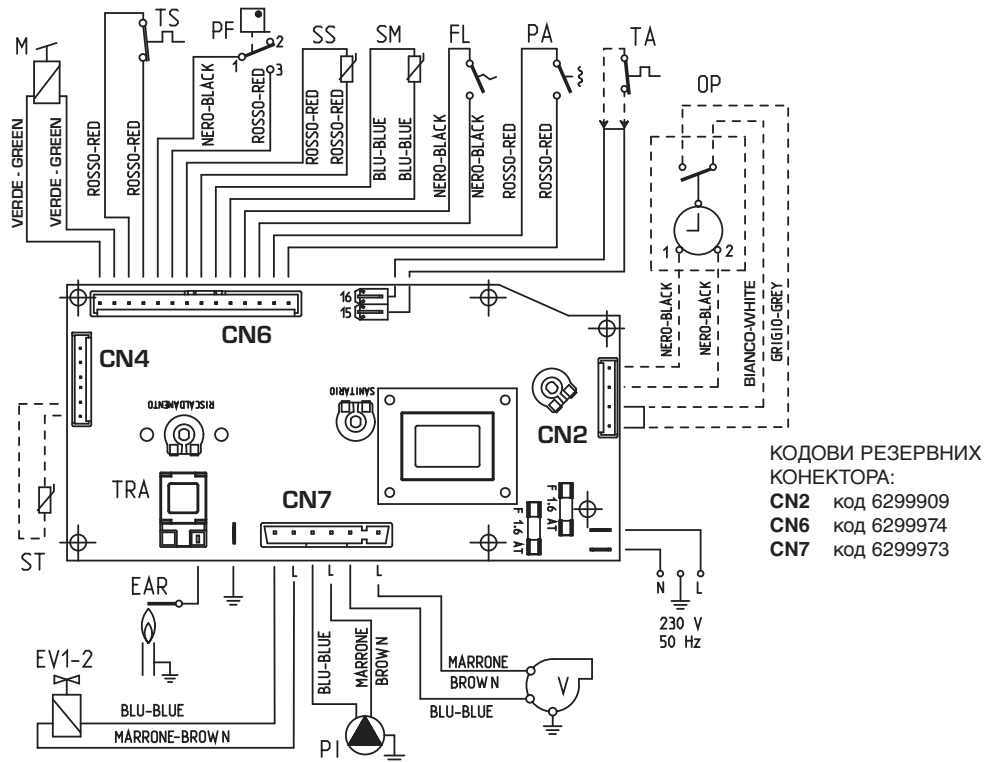 M
TS
PF
SS
SM
FL
PA
TA
OP
1
2
3
VERDE - GREEN
VERDE - GREEN
ROSSO-RED
ROSSO-RED
NERO-BLACK
ROSSO-RED
ROSSO-RED
ROSSO-RED
BLU-BLUE
BLU-BLUE
NERO-BLACK
NERO-BLACK
ROSSO-RED
ROSSO-RED
1
2
NERO-BLACK
NERO-BLACK
BIANCO-WHITE
GRIGIO-GREY
16
15
CN6
CN4
RISCALDAMENTO
SANITARIO
CN2
TRA
CN7
F 1.6 AT
F 1.6 AT
ST
КОДОВИ РЕЗЕРВНИХ
КОНЕКТОРА:
CN2 код 6299909
CN6 код 6299974
CN7 код 6299973
EAR
L
L
L
N
L
230 V
50 Hz
EV1-2
BLU-BLUE
MARRONE-BROWN
BLU-BLUE
MARRONE
BROWN
PI
MARRONE
BROWN
BLU-BLUE
V